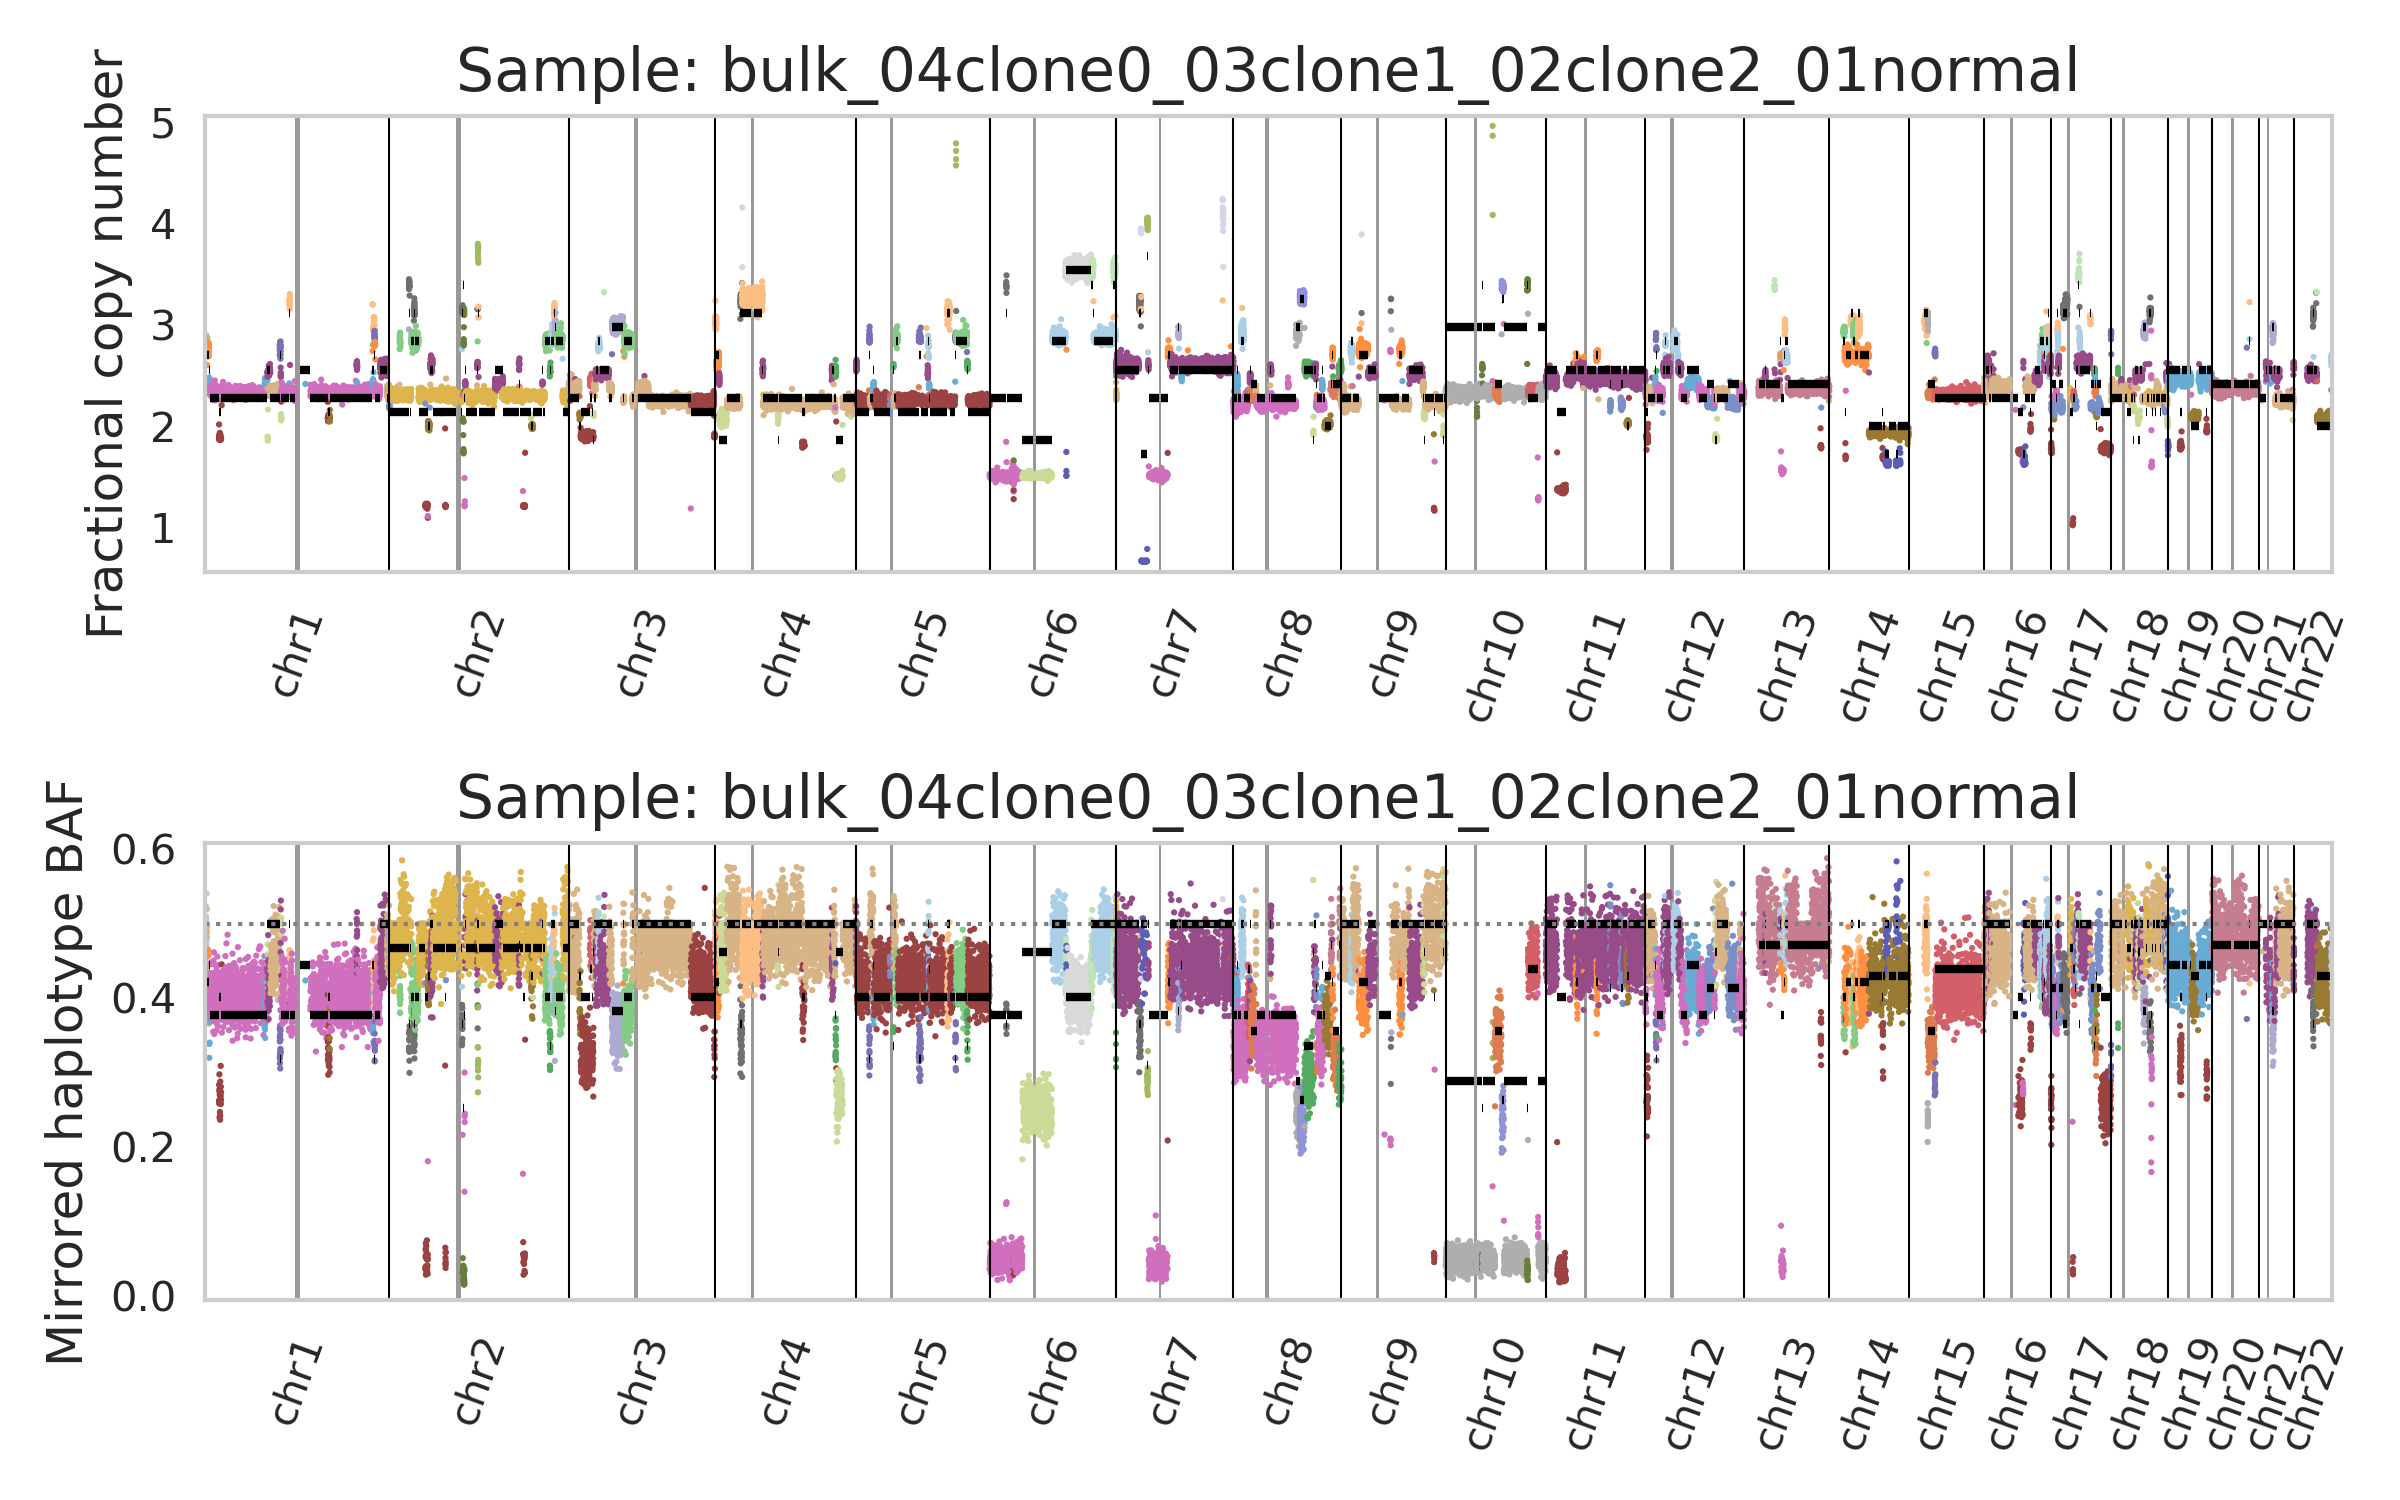 Sample: bulk_04clone0_03clone1_02clone2_01normal
Fractional copy number
5
4
3
2
1
chr1 chr2 chr3 chr4 chr5 chr6 chr7 chr8 chr9 chr10 chr11 chr12 chr13 chr14 chr15 chr16 chr17 chr18 chr19 chr20 chr21 chr22
Sample: bulk_04clone0_03clone1_02clone2_01normal
Mirrored haplotype BAF
0.6
0.4
0.2
0.0
chr1 chr2 chr3 chr4 chr5 chr6 chr7 chr8 chr9 chr10 chr11 chr12 chr13 chr14 chr15 chr16 chr17 chr18 chr19 chr20 chr21 chr22